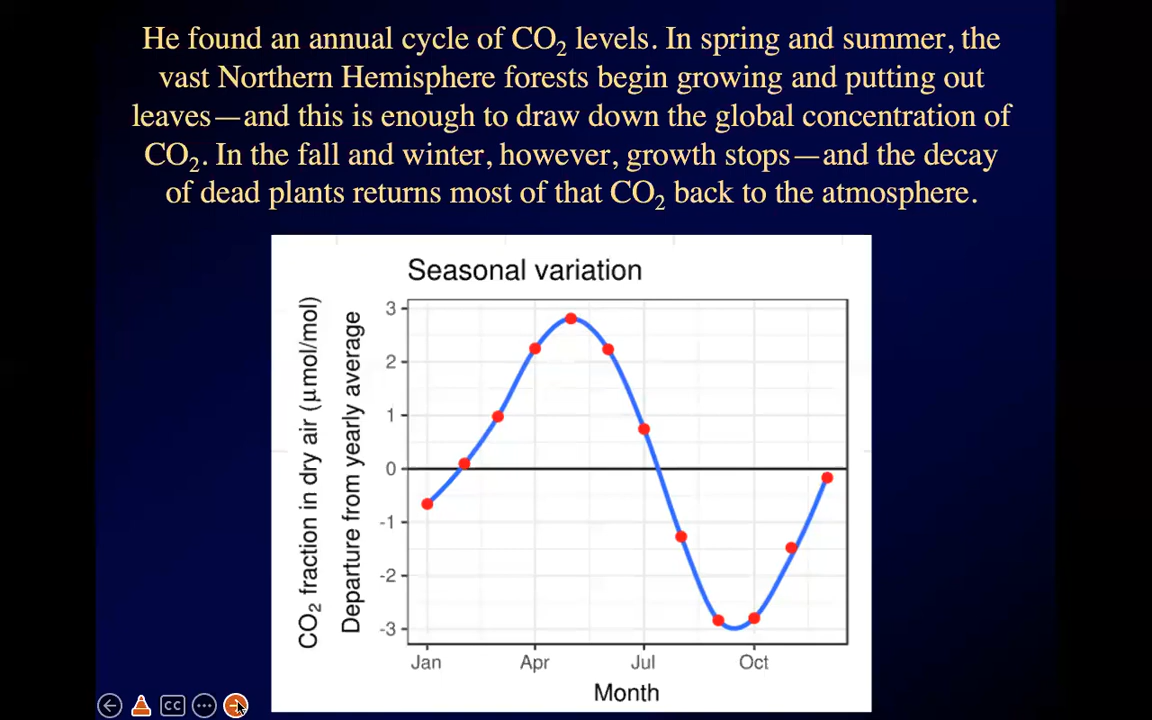 He found an annual cycle of CO₂ levels. In spring and summer, the
vast Northern Hemisphere forests begin growing and putting out
leaves—and this is enough to draw down the global concentration of
CO₂. In the fall and winter, however, growth stops—and the decay
of dead plants returns most of that CO₂ back to the atmosphere.
Seasonal variation
CO₂ fraction in dry air (μmol/mol)
Departure from yearly average
3
2
1
0
-1
-2
-3
Jan Apr Jul Oct
Month
CC